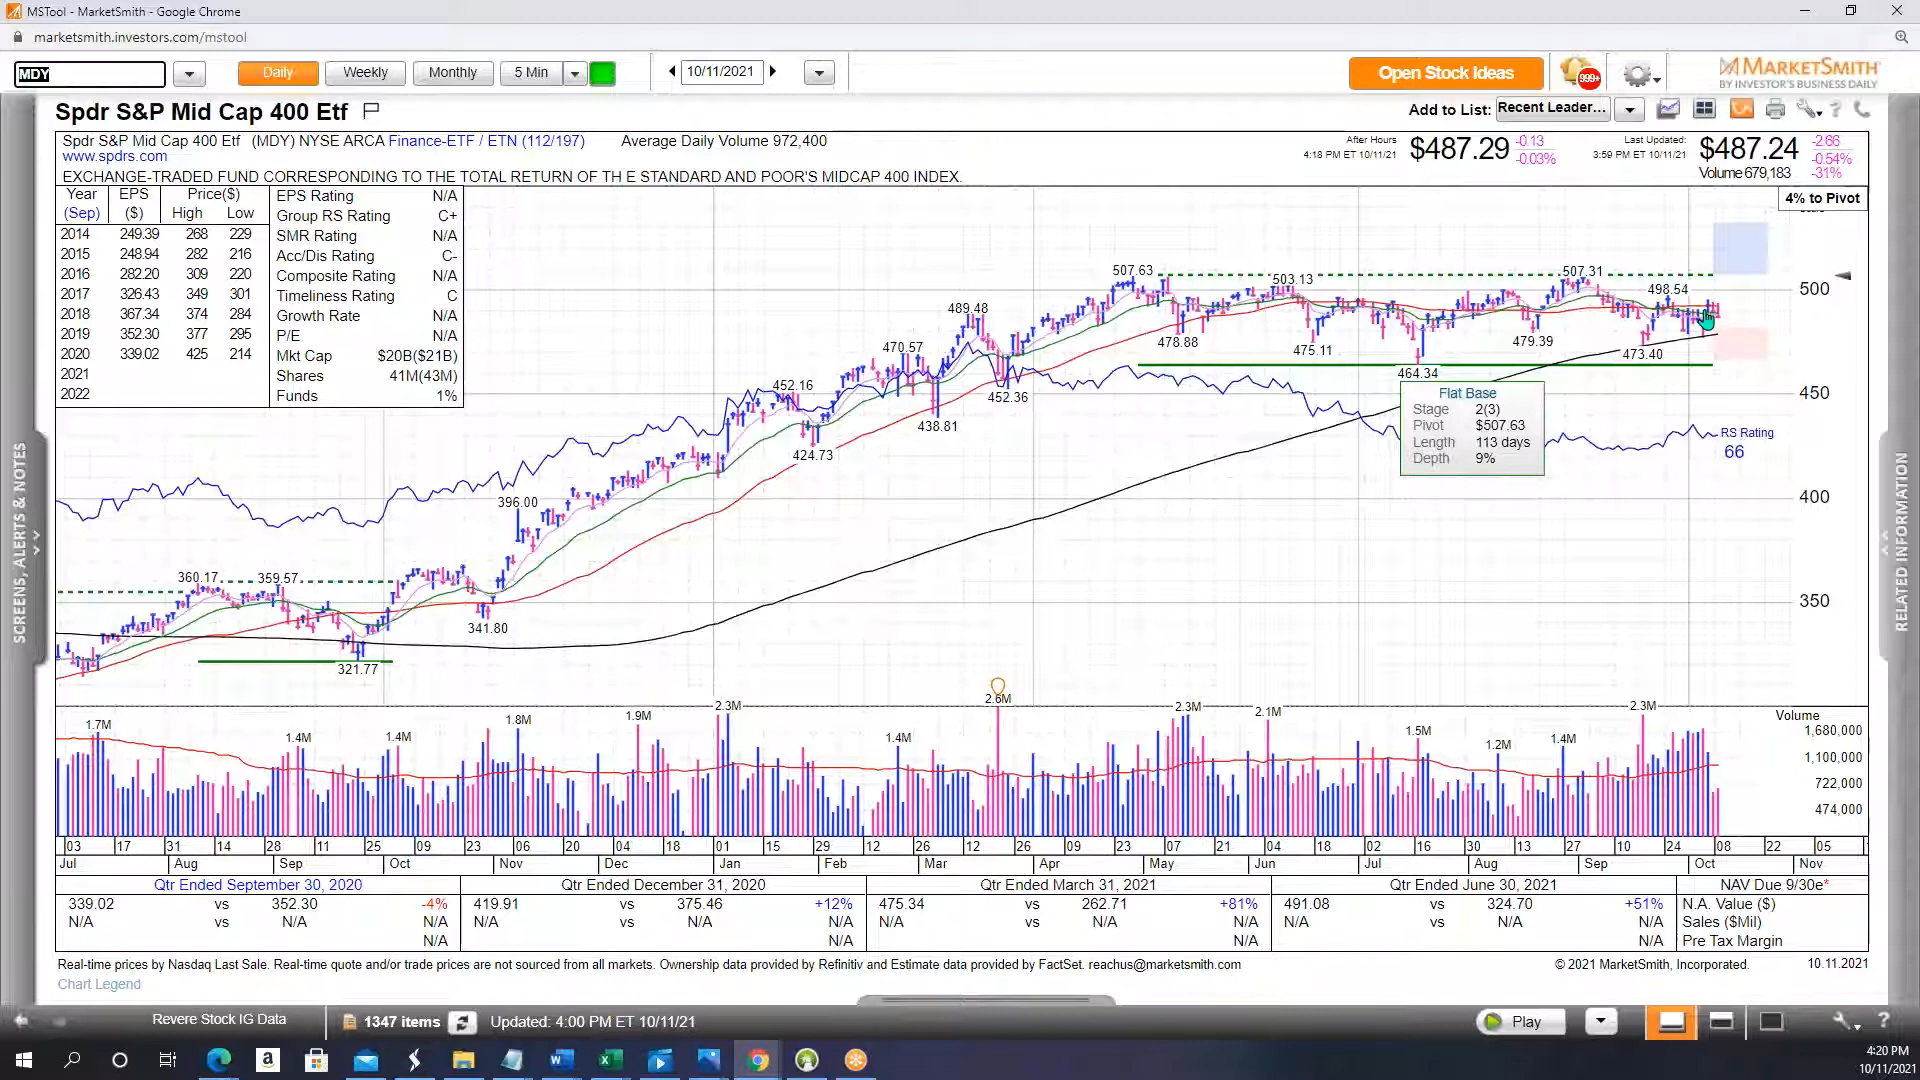 MSTool - MarketSmith - Google Chrome
marketsmith.investors.com/mstool
MDY Daily Weekly Monthly 5 Min 10/11/2021 Open Stock Ideas 999+ MARKETSMITH
BY INVESTOR'S BUSINESS DAILY
Spdr S&P Mid Cap 400 Etf Add to List: Recent Leader... ?
Spdr S&P Mid Cap 400 Etf (MDY) NYSE ARCA Finance-ETF / ETN (112/197) Average Daily Volume 972,400
www.spdrs.com
After Hours
4:18 PM ET 10/11/21 $487.29 -0.13
-0.03%
Last Updated:
3:59 PM ET 10/11/21 $487.24 -2.66
-0.54%
Volume 679,183 -31%
EXCHANGE-TRADED FUND CORRESPONDING TO THE TOTAL RETURN OF TH E STANDARD AND POOR'S MIDCAP 400 INDEX.
4% to Pivot
Year EPS Price($)
(Sep) ($) High Low
2014 249.39 268 229
2015 248.94 282 216
2016 282.20 309 220
2017 326.43 349 301
2018 367.34 374 284
2019 352.30 377 295
2020 339.02 425 214
2021
2022
EPS Rating N/A
Group RS Rating C+
SMR Rating N/A
Acc/Dis Rating C-
Composite Rating N/A
Timeliness Rating C
Growth Rate N/A
P/E N/A
Mkt Cap $20B($21B)
Shares 41M(43M)
Funds 1%
507.63 503.13 507.31
498.54
500
489.48
478.88 475.11 479.39
470.57
473.40
464.34
452.16
452.36
450
438.81
424.73
Flat Base
Stage 2(3)
Pivot $507.63
Length 113 days
Depth 9%
RS Rating
66
400
396.00
360.17 359.57
350
341.80
321.77
1.7M 1.4M 1.4M 1.8M 1.9M 2.3M 1.4M 2.6M 2.3M 2.1M 1.5M 1.2M 1.4M 2.3M
Volume
1,680,000
1,100,000
722,000
474,000
03 17 31 14 28 11 25 09 23 06 20 04 18 01 15 29 12 26 12 26 09 23 07 21 04 18 02 16 30 13 27 10 24 08 22 05
Jul Aug Sep Oct Nov Dec Jan Feb Mar Apr May Jun Jul Aug Sep Oct Nov
Qtr Ended September 30, 2020 Qtr Ended December 31, 2020 Qtr Ended March 31, 2021 Qtr Ended June 30, 2021 NAV Due 9/30e*
339.02 vs 352.30 -4% 419.91 vs 375.46 +12% 475.34 vs 262.71 +81% 491.08 vs 324.70 +51% N.A. Value ($)
N/A vs N/A N/A N/A vs N/A N/A N/A vs N/A N/A N/A vs N/A N/A Sales ($Mil)
N/A N/A N/A N/A Pre Tax Margin
Real-time prices by Nasdaq Last Sale. Real-time quote and/or trade prices are not sourced from all markets. Ownership data provided by Refinitiv and Estimate data provided by FactSet. reachus@marketsmith.com © 2021 MarketSmith, Incorporated. 10.11.2021
Chart Legend
SCREENS, ALERTS & NOTES
RELATED INFORMATION
Revere Stock IG Data 1347 items Updated: 4:00 PM ET 10/11/21 Play ?
4:20 PM
10/11/2021